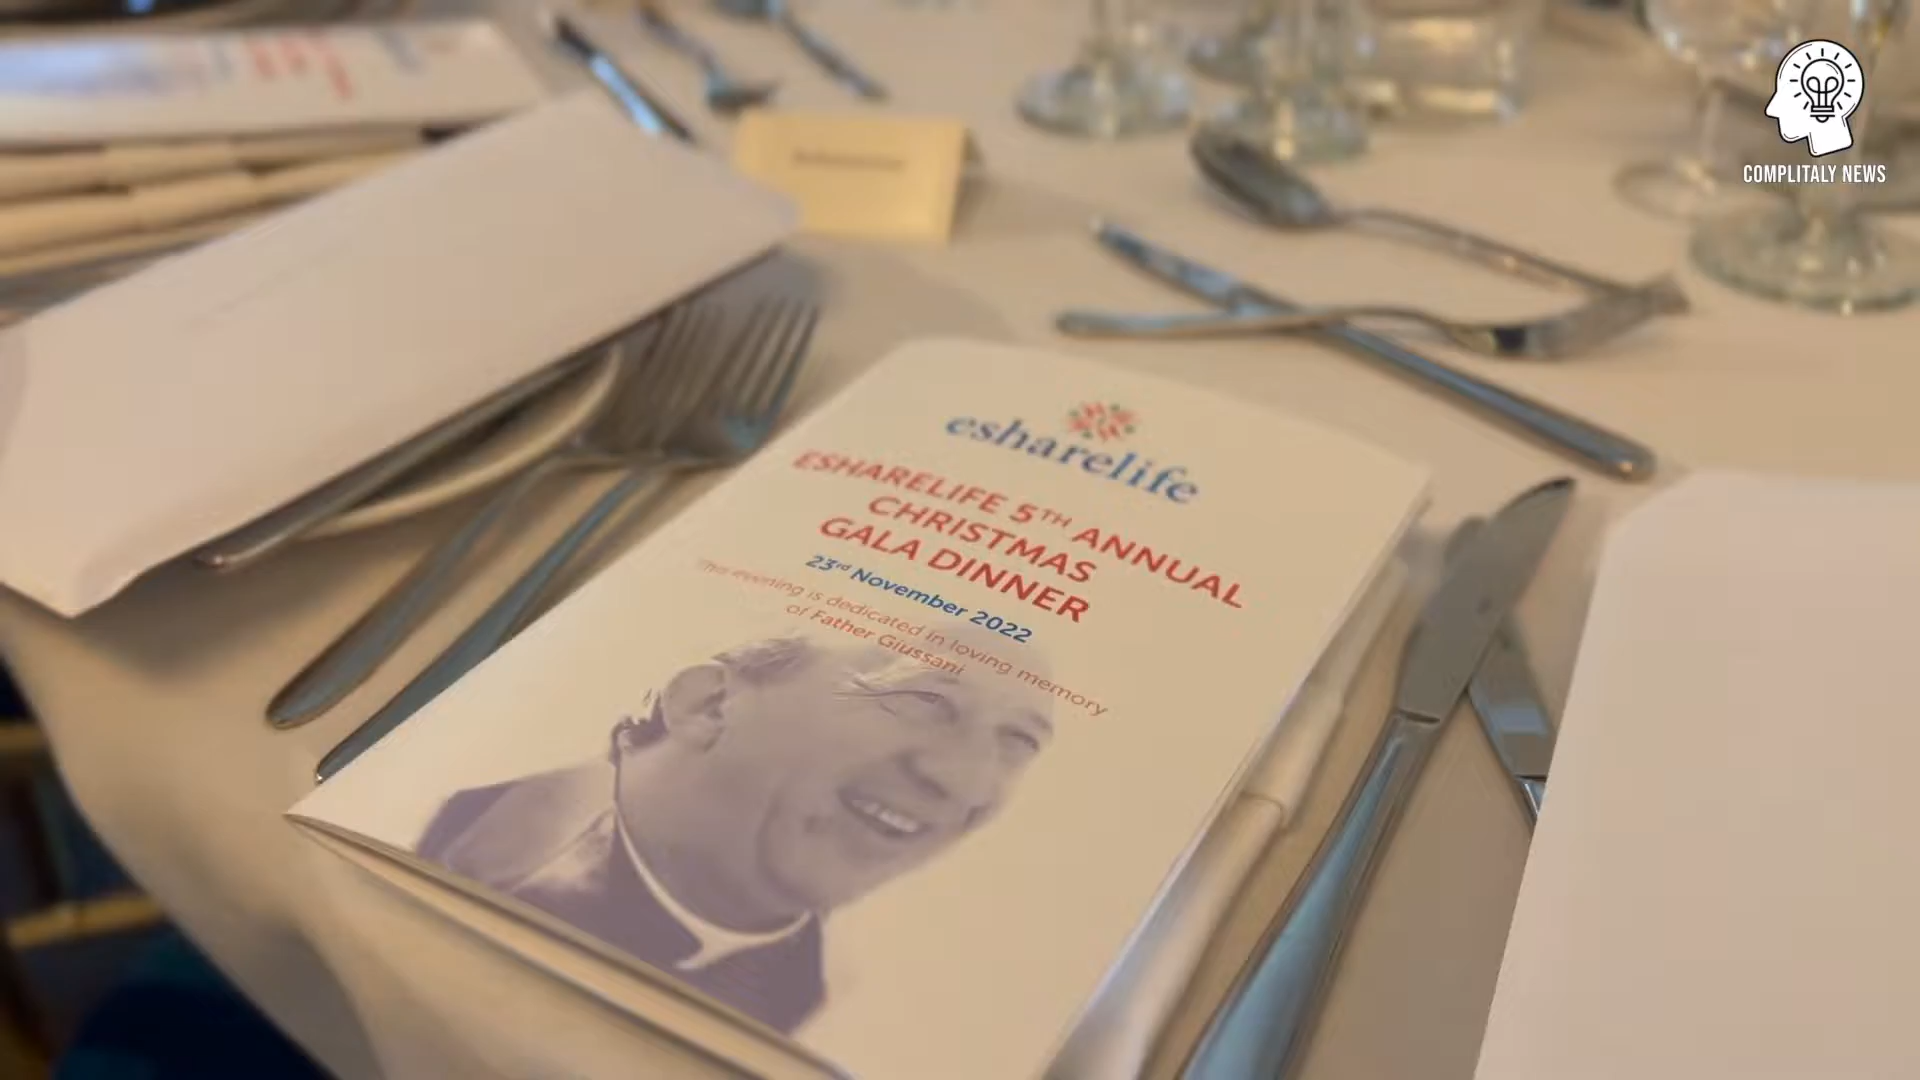 COMPLITALY NEWS
esharelife
ESHARELIFE 5TH ANNUAL
CHRISTMAS
GALA DINNER
23rd November 2022
This evening is dedicated in loving memory
of Father Giussani